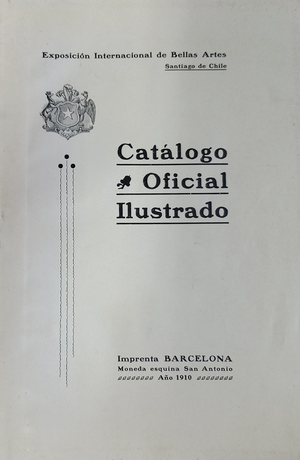 Exposición Internacional de Bellas Artes
Santiago de Chile
Catálogo
Oficial
Ilustrado
Imprenta BARCELONA
Moneda esquina San Antonio
Año 1910